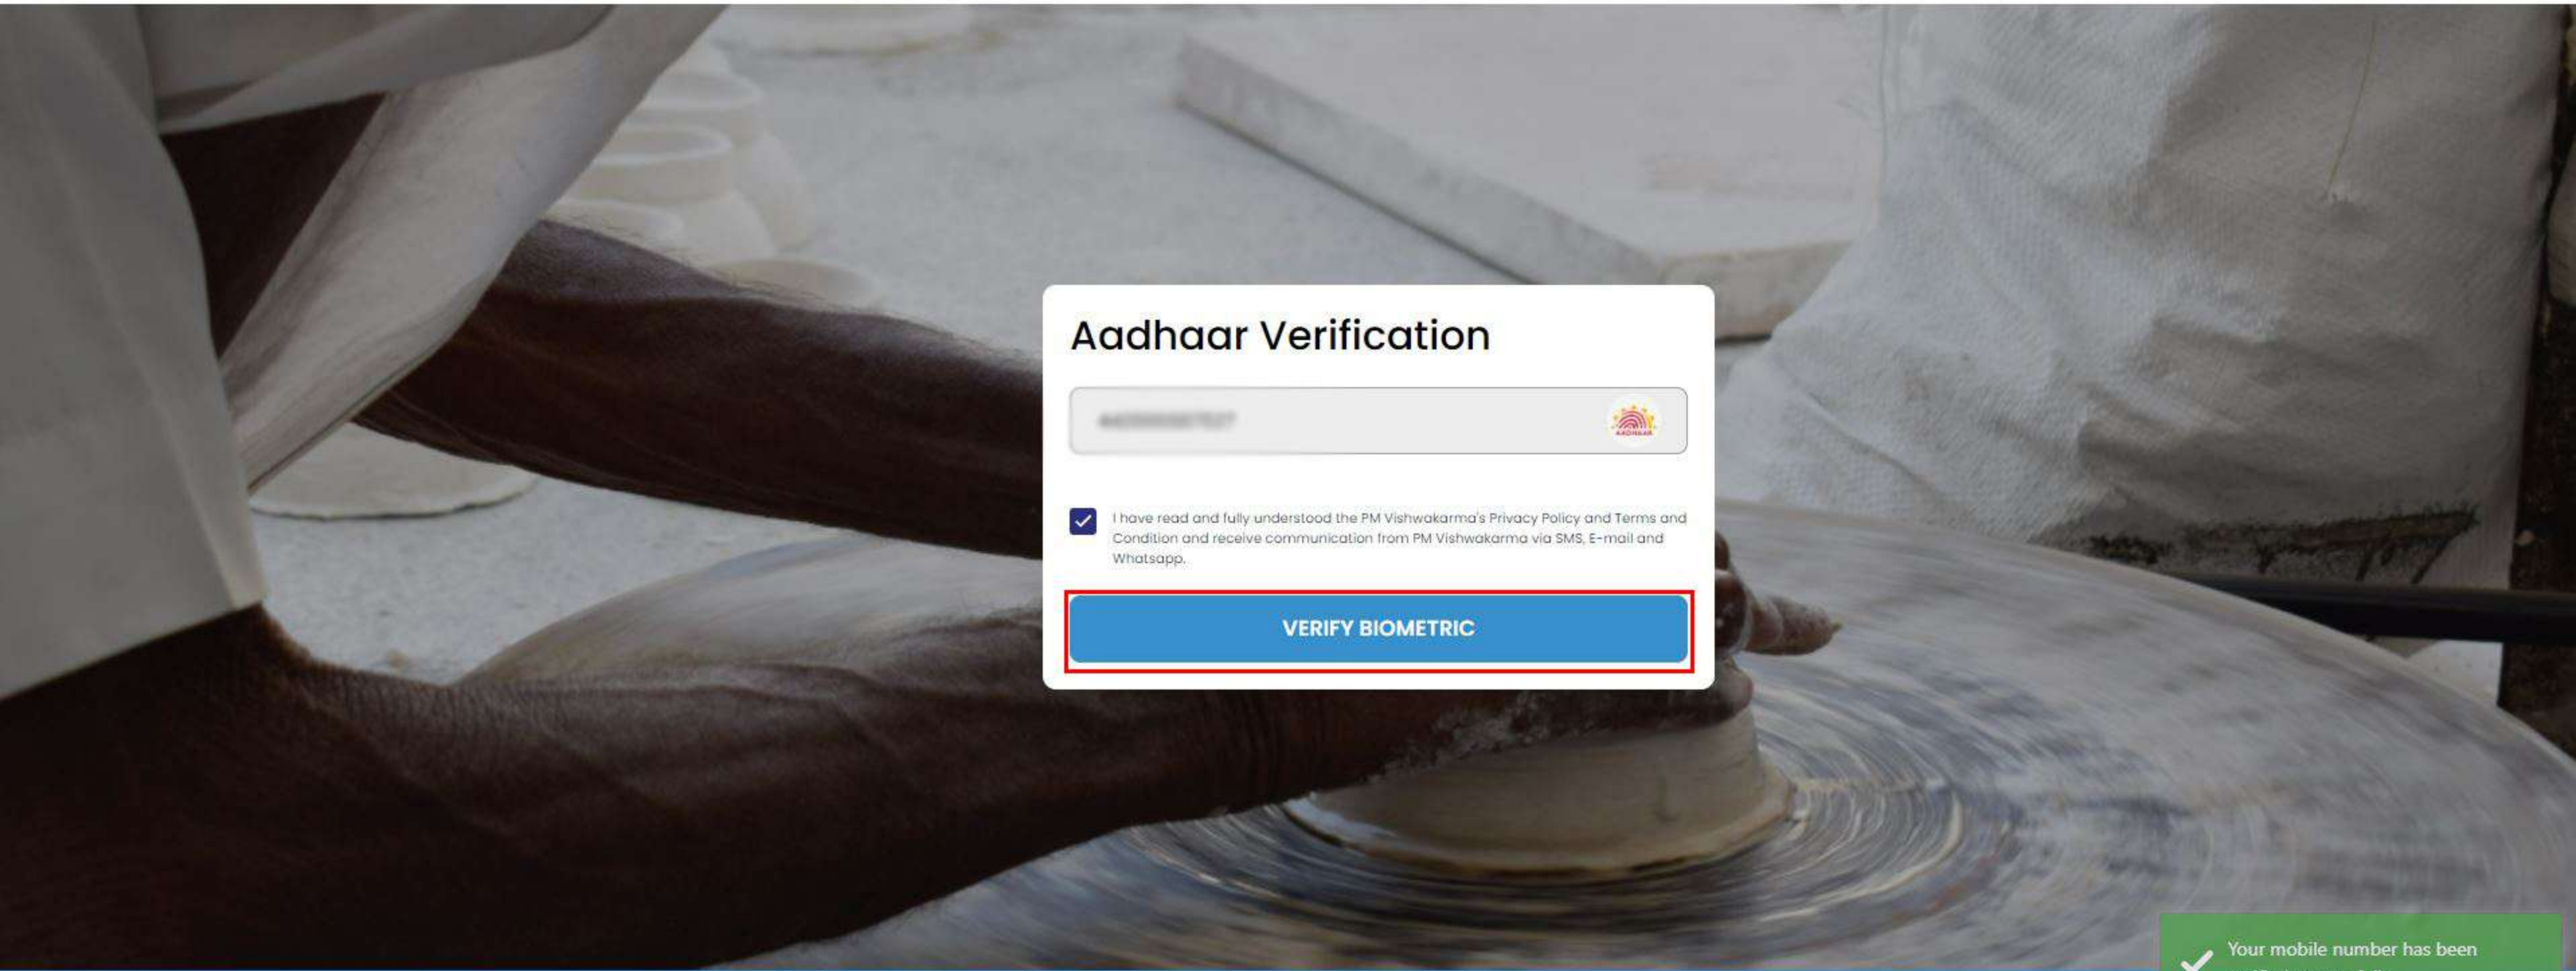 Aadhaar Verification
AADHAAR
I have read and fully understood the PM Vishwakarma's Privacy Policy and Terms and
Condition and receive communication from PM Vishwakarma via SMS, E-mail and
Whatsapp.
VERIFY BIOMETRIC
Your mobile number has been